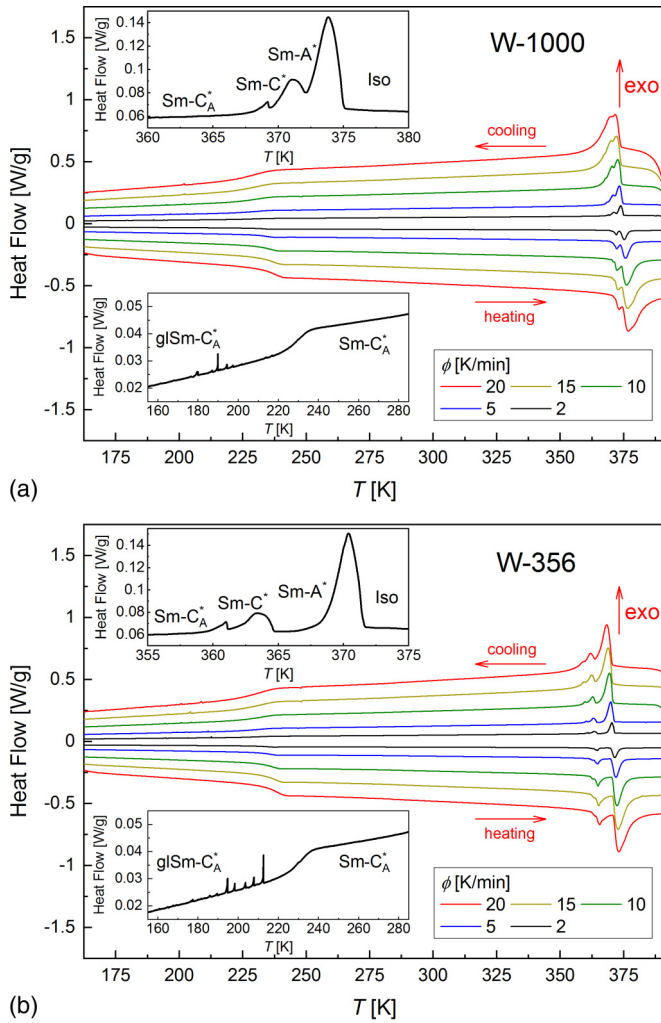 W-1000
Heat Flow [W/g]
1.5
1
0.5
0
-0.5
-1
-1.5
Heat Flow [W/g]
0.14
0.12
0.10
0.08
0.06
Sm-C*A
Sm-C*
Sm-A*
Iso
360 365 370 375 380
T [K]
exo
cooling
heating
Heat Flow [W/g]
0.05
0.04
0.03
0.02
glSm-C*A
Sm-C*A
160 180 200 220 240 260 280
T [K]
ϕ [K/min]
20 15 10
5 2
175 200 225 250 275 300 325 350 375
T [K]
(a)
W-356
Heat Flow [W/g]
1.5
1
0.5
0
-0.5
-1
-1.5
Heat Flow [W/g]
0.14
0.12
0.10
0.08
0.06
Sm-C*A
Sm-C*
Sm-A*
Iso
355 360 365 370 375
T [K]
exo
cooling
heating
Heat Flow [W/g]
0.05
0.04
0.03
0.02
glSm-C*A
Sm-C*A
160 180 200 220 240 260 280
T [K]
ϕ [K/min]
20 15 10
5 2
175 200 225 250 275 300 325 350 375
T [K]
(b)